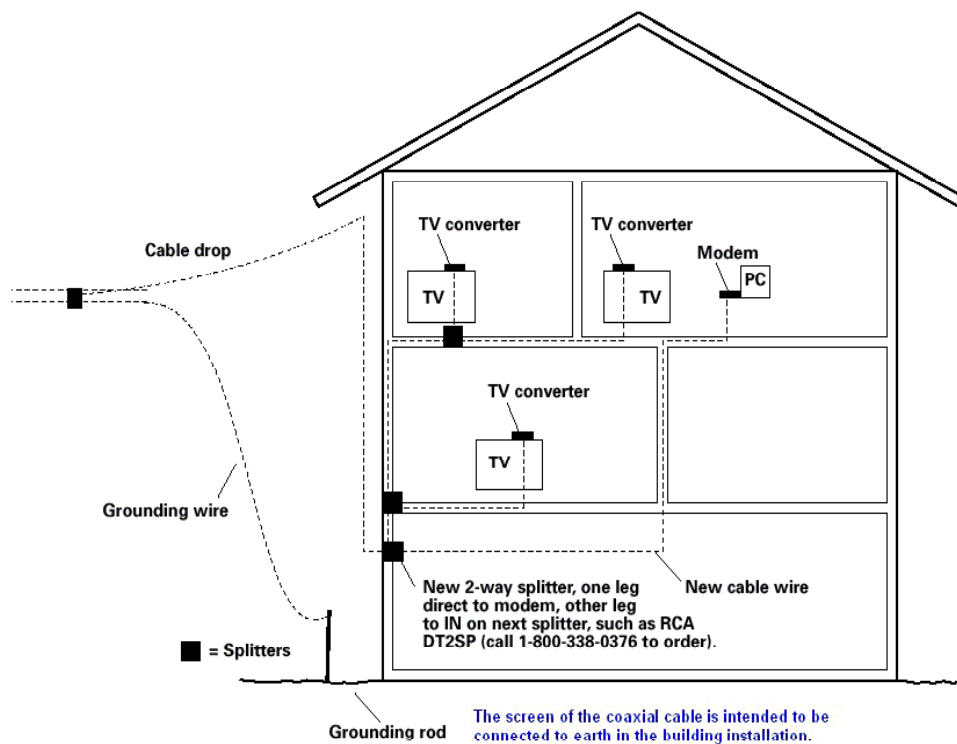 Cable drop
TV converter
TV converter
Modem
TV
TV
PC
TV converter
TV
Grounding wire
New cable wire
New 2-way splitter, one leg
direct to modem, other leg
to IN on next splitter, such as RCA
DT2SP (call 1-800-338-0376 to order).
= Splitters
Grounding rod
The screen of the coaxial cable is intended to be
connected to earth in the building installation.